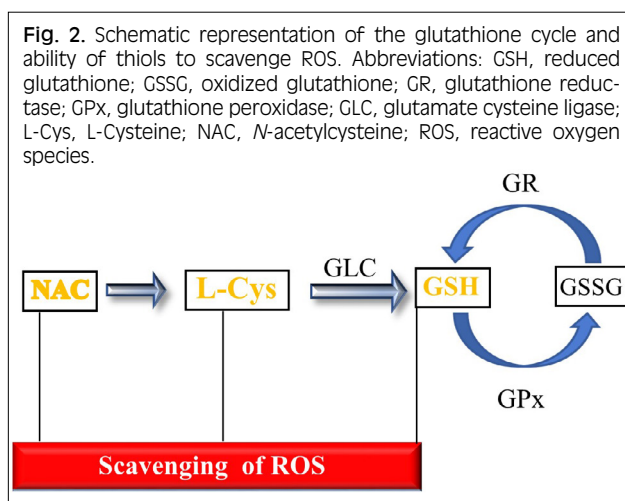 Fig. 2. Schematic representation of the glutathione cycle and
ability of thiols to scavenge ROS. Abbreviations: GSH, reduced
glutathione; GSSG, oxidized glutathione; GR, glutathione reduc-
tase; GPx, glutathione peroxidase; GLC, glutamate cysteine ligase;
L-Cys, L-Cysteine; NAC, N-acetylcysteine; ROS, reactive oxygen
species.
GR
NAC
L-Cys
GLC
GSH
GSSG
GPx
Scavenging of ROS